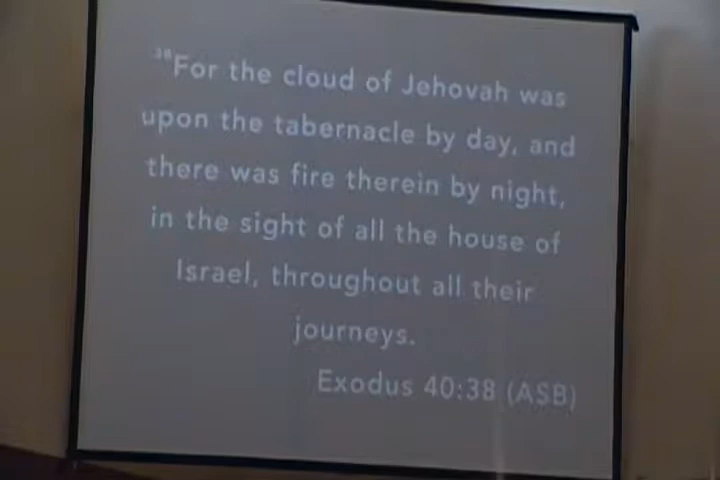 38For the cloud of Jehovah was
upon the tabernacle by day, and
there was fire therein by night,
in the sight of all the house of
Israel, throughout all their
journeys.
Exodus 40:38 (ASB)